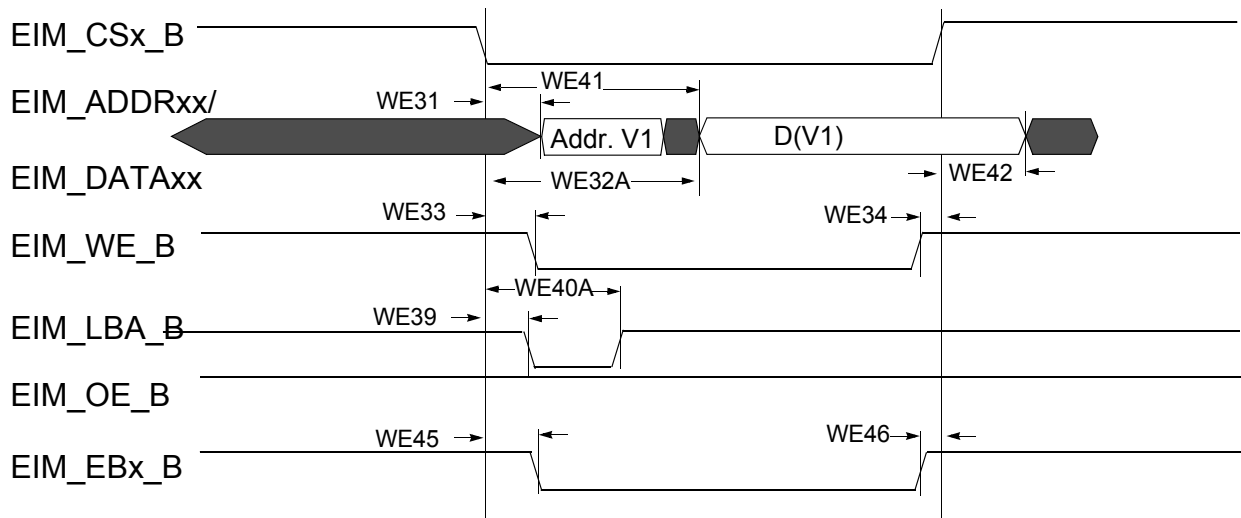 EIM_CSx_B
WE41
EIM_ADDRxx/
WE31
Addr. V1
D(V1)
EIM_DATAxx
WE32A
WE42
WE33
WE34
EIM_WE_B
WE40A
EIM_LBA_B
WE39
EIM_OE_B
WE45
WE46
EIM_EBx_B